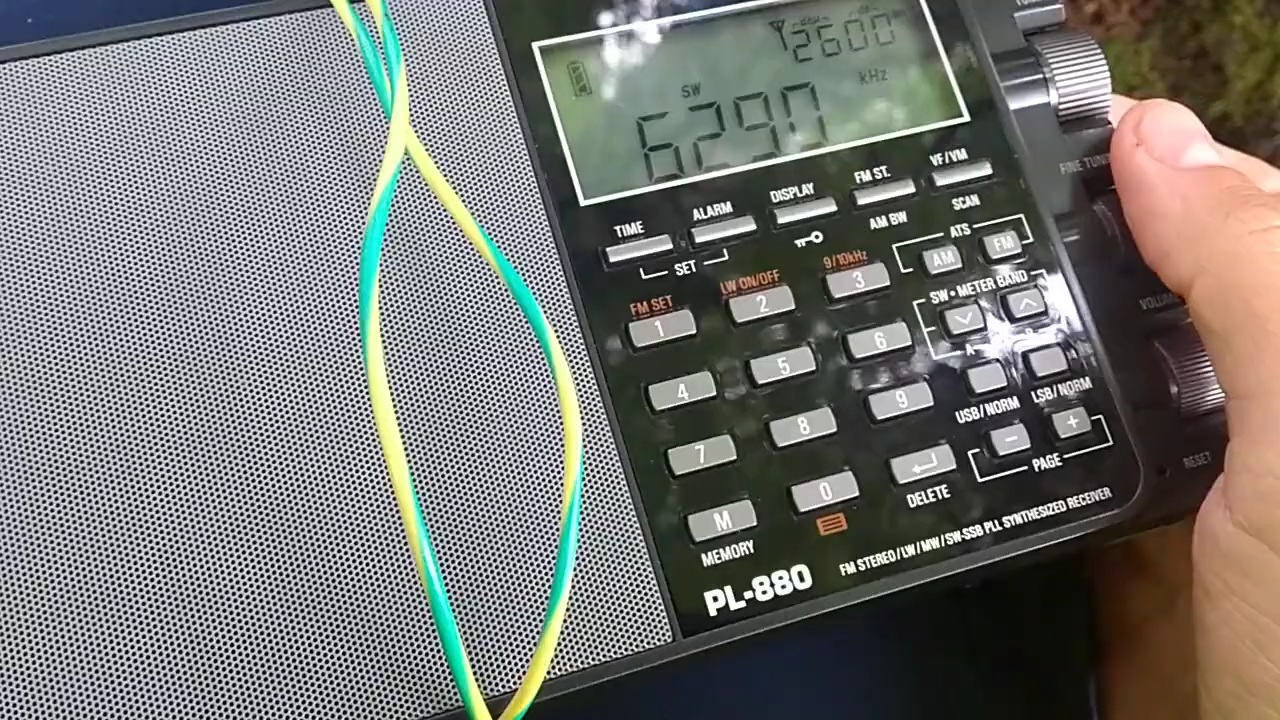 dBµ
dB
2600
SW
kHz
6290
TIME
ALARM
DISPLAY
FM ST.
VF/VM
SET
AM BW
SCAN
FINE TUNING
ATS
AM
FM
FM SET
LW ON/OFF
9/10kHz
1
2
3
SW • METER BAND
4
5
6
USB/NORM
LSB/NORM
7
8
9
-
+
PAGE
M
0
DELETE
MEMORY
VOLUME
RESET
PL-880
FM STEREO/LW/MW/SW-SSB PLL SYNTHESIZED RECEIVER